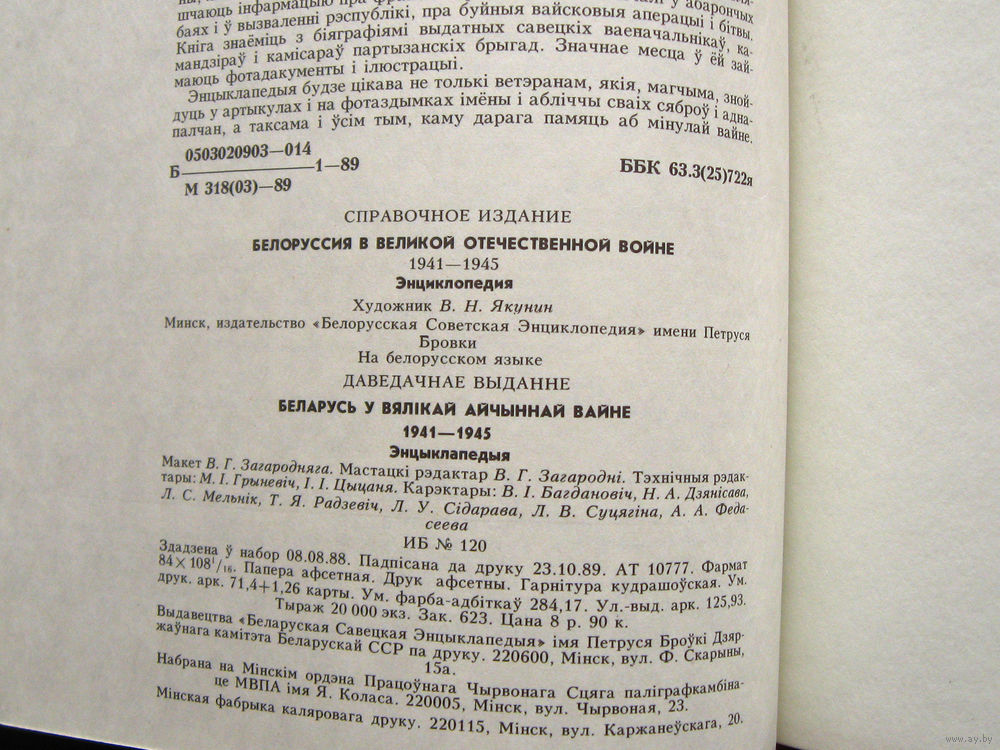 шчаюць інфармацыю пра у абарончых
баях і ў вызваленні рэспублікі, пра буйныя вайсковыя аперацыі і бітвы.
Кніга знаёміць з біяграфіямі выдатных савецкіх ваеначальнікаў, ка-
мандзіраў і камісараў партызанскіх брыгад. Значнае месца ў ёй зай-
маюць фотадакументы і ілюстрацыі.
Энцыклапедыя будзе цікава не толькі ветэранам, якія, магчыма, зной-
дуць у артыкулах і на фотаздымках імёны і аблічты сваіх сяброў і адна-
палчан, а таксама і ўсім тым, каму дарага памяць аб мінулай вайне.
0503020903—014
Б 1—89
М 318(03)—89
ББК 63.3(25)722я
СПРАВОЧНОЕ ИЗДАНИЕ
БЕЛОРУССИЯ В ВЕЛИКОЙ ОТЕЧЕСТВЕННОЙ ВОЙНЕ
1941—1945
Энциклопедия
Художник В. Н. Якунин
Минск, издательство «Белорусская Советская Энциклопедия» имени Петруся
Бровки
На белорусском языке
ДАВЕДАЧНАЕ ВЫДАННЕ
БЕЛАРУСЬ У ВЯЛІКАЙ АЙЧЫННАЙ ВАЙНЕ
1941—1945
Энцыклапедыя
Макет В. Г. Загародняга. Мастацкі рэдактар В. Г. Загародні. Тэхнічныя рэдак-
тары: М. І. Грыневіч, І. І. Цыцаня. Карэктары: В. І. Багдановіч, Н. А. Дзянісава,
Л. С. Мельнік, Т. Я. Радзевіч, Л. У. Сідарава, Л. В. Суцягіна, А. А. Феда-
сеева
ИБ № 120
Здадзена ў набор 08.08.88. Падпісана да друку 23.10.89. АТ 10777. Фармат
84×108¹/₁₆. Папера афсетная. Друк афсетны. Гарнітура кудрашоўская. Ум.
друк. арк. 71,4+1,26 карты. Ум. фарба-адбіткаў 284,17. Ул.-выд. арк. 125,93.
Тыраж 20 000 экз. Зак. 623. Цана 8 р. 90 к.
Выдавецтва «Беларуская Савецкая Энцыклапедыя» імя Петруся Броўкі Дзяр-
жаўнага камітэта Беларускай ССР па друку. 220600, Мінск, вул. Ф. Скарыны,
15а.
Набрана на Мінскім ордэна Працоўнага Чырвонага Сцяга паліграфкамбіна-
це МВПА імя Я. Коласа. 220005, Мінск, вул. Чырвоная, 23.
Мінская фабрыка каляровага друку. 220115, Мінск, вул. Каржанеўскага, 20.
www.ay.by